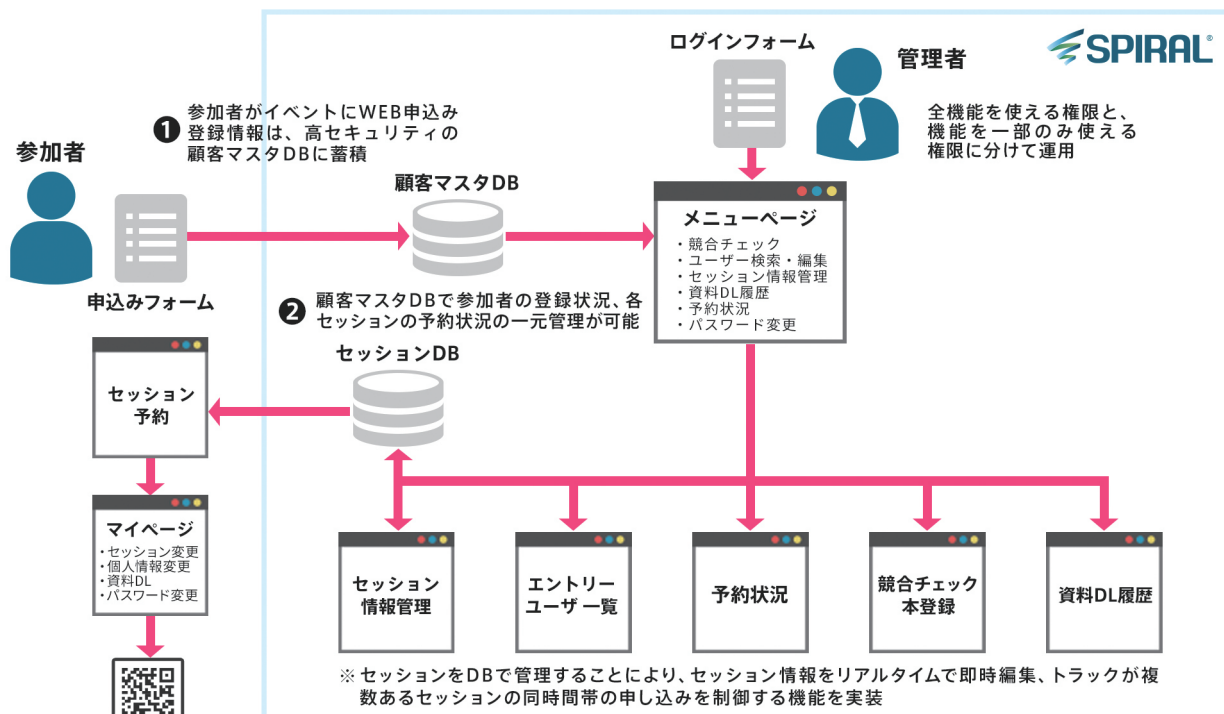 SPIRAL®
ログインフォーム
管理者
全機能を使える権限と、
機能を一部のみ使える
権限に分けて運用
❶ 参加者がイベントにWEB申込み
登録情報は、高セキュリティの
顧客マスタDBに蓄積
参加者
申込みフォーム
顧客マスタDB
メニューページ
・競合チェック
・ユーザー検索・編集
・セッション情報管理
・資料DL履歴
・予約状況
・パスワード変更
❷ 顧客マスタDBで参加者の登録状況、各
セッションの予約状況の一元管理が可能
セッションDB
セッション
予約
マイページ
・セッション変更
・個人情報変更
・資料DL
・パスワード変更
セッション
情報管理
エントリー
ユーザ 一覧
予約状況
競合チェック
本登録
資料DL履歴
※ セッションをDBで管理することにより、セッション情報をリアルタイムで即時編集、トラックが複
数あるセッションの同時間帯の申し込みを制御する機能を実装